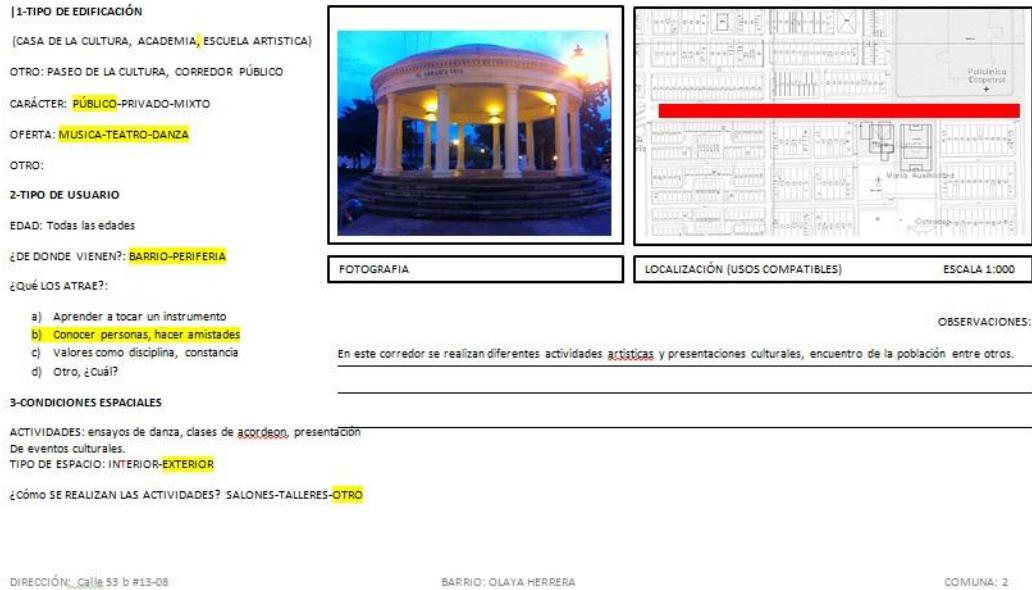 |1-TIPO DE EDIFICACIÓN
(CASA DE LA CULTURA, ACADEMIA, ESCUELA ARTISTICA)
OTRO: PASEO DE LA CULTURA, CORREDOR PÚBLICO
CARÁCTER: PÚBLICO-PRIVADO-MIXTO
OFERTA: MUSICA-TEATRO-DANZA
OTRO:
2-TIPO DE USUARIO
EDAD: Todas las edades
¿DE DONDE VIENEN?: BARRIO-PERIFERIA
¿Qué LOS ATRAE?:
a) Aprender a tocar un instrumento
b) Conocer personas, hacer amistades
c) Valores como disciplina, constancia
d) Otro, ¿Cuál?
3-CONDICIONES ESPACIALES
ACTIVIDADES: ensayos de danza, clases de acordeon, presentación
De eventos culturales.
TIPO DE ESPACIO: INTERIOR-EXTERIOR
¿Cómo SE REALIZAN LAS ACTIVIDADES? SALONES-TALLERES-OTRO
Policlinica
Ecopetrol
Maria Auxiliadora
FOTOGRAFIA
LOCALIZACIÓN (USOS COMPATIBLES) ESCALA 1:000
OBSERVACIONES:
En este corredor se realizan diferentes actividades artisticas y presentaciones culturales, encuentro de la población entre otros.
DIRECCIÓN: Calle 53 b #13-08 BARRIO: OLAYA HERRERA COMUNA: 2